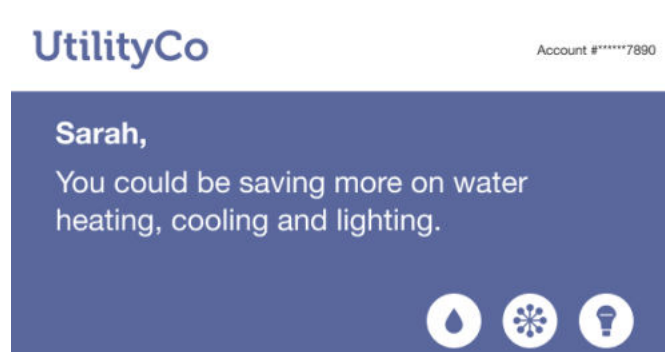 UtilityCo
Account #******7890
Sarah,
You could be saving more on water
heating, cooling and lighting.